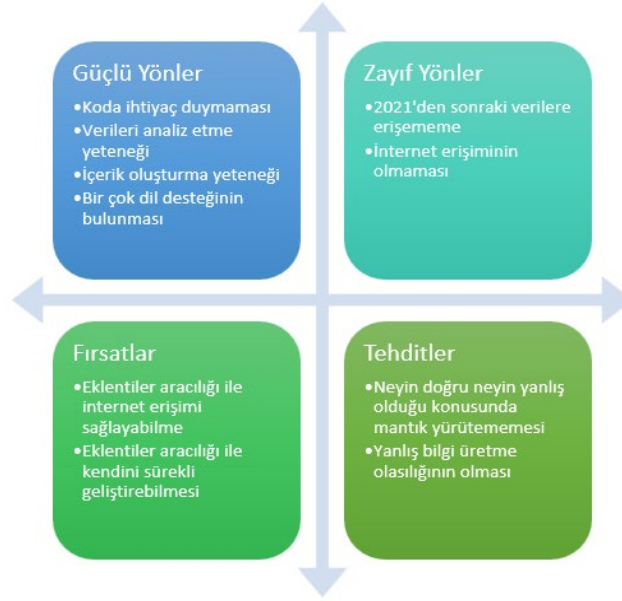 Güçlü Yönler
•Koda ihtiyaç duymaması
•Verileri analiz etme
yeteneği
•İçerik oluşturma yeteneği
•Bir çok dil desteğinin
bulunması
Zayıf Yönler
•2021'den sonraki verilere
erişememe
•İnternet erişiminin
olmaması
Fırsatlar
•Eklentiler aracılığı ile
internet erişimi
sağlayabilme
•Eklentiler aracılığı ile
kendini sürekli
geliştirebilmesi
Tehditler
•Neyin doğru neyin yanlış
olduğu konusunda
mantık yürütememesi
•Yanlış bilgi üretme
olasılığının olması